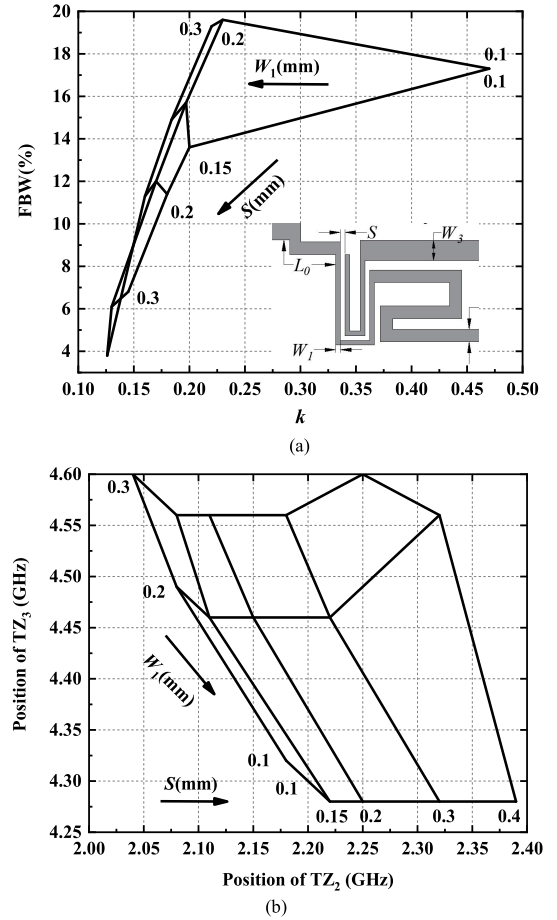 20
18
16
14
12
10
8
6
4
FBW(%)
0.3
0.2
0.1
0.1
W1(mm)
0.15
0.2
S(mm)
0.3
S
W3
L0
W1
0.10 0.15 0.20 0.25 0.30 0.35 0.40 0.45 0.50
k
(a)
4.60
4.55
4.50
4.45
4.40
4.35
4.30
4.25
Position of TZ3 (GHz)
0.3
0.2
W1(mm)
0.1
0.1
S(mm)
0.15 0.2 0.3 0.4
2.00 2.05 2.10 2.15 2.20 2.25 2.30 2.35 2.40
Position of TZ2 (GHz)
(b)